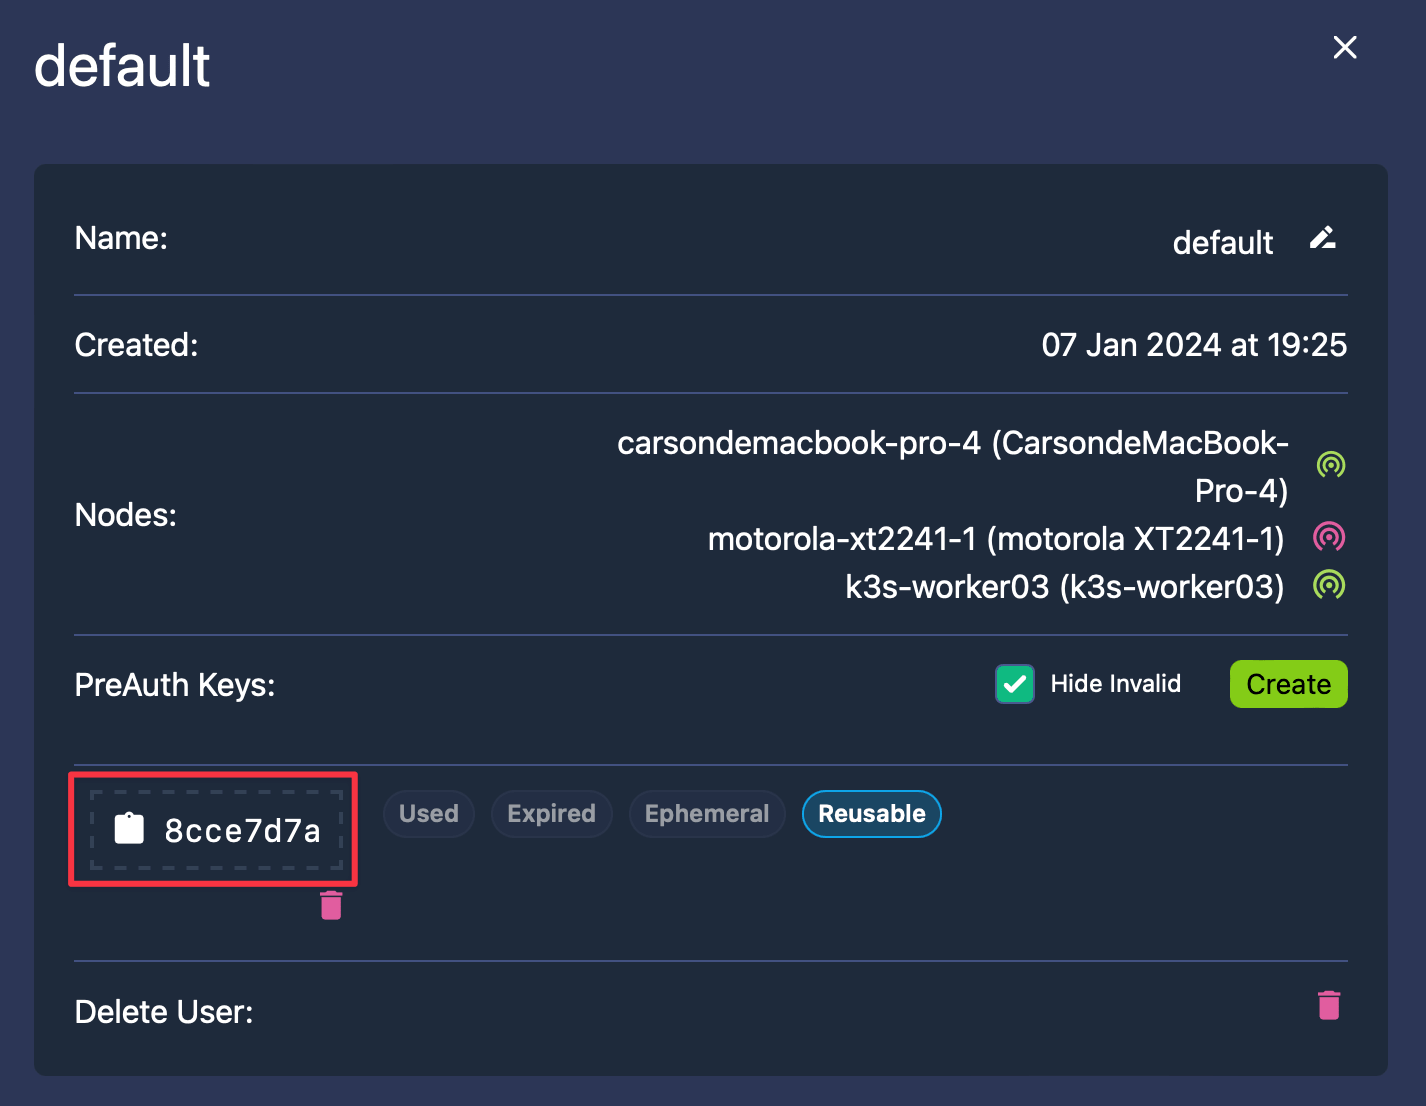 default
Name:
default
Created:
07 Jan 2024 at 19:25
Nodes:
carsondemacbook-pro-4 (CarsondeMacBook-
Pro-4)
motorola-xt2241-1 (motorola XT2241-1)
k3s-worker03 (k3s-worker03)
PreAuth Keys:
Hide Invalid
Create
8cce7d7a
Used
Expired
Ephemeral
Reusable
Delete User: